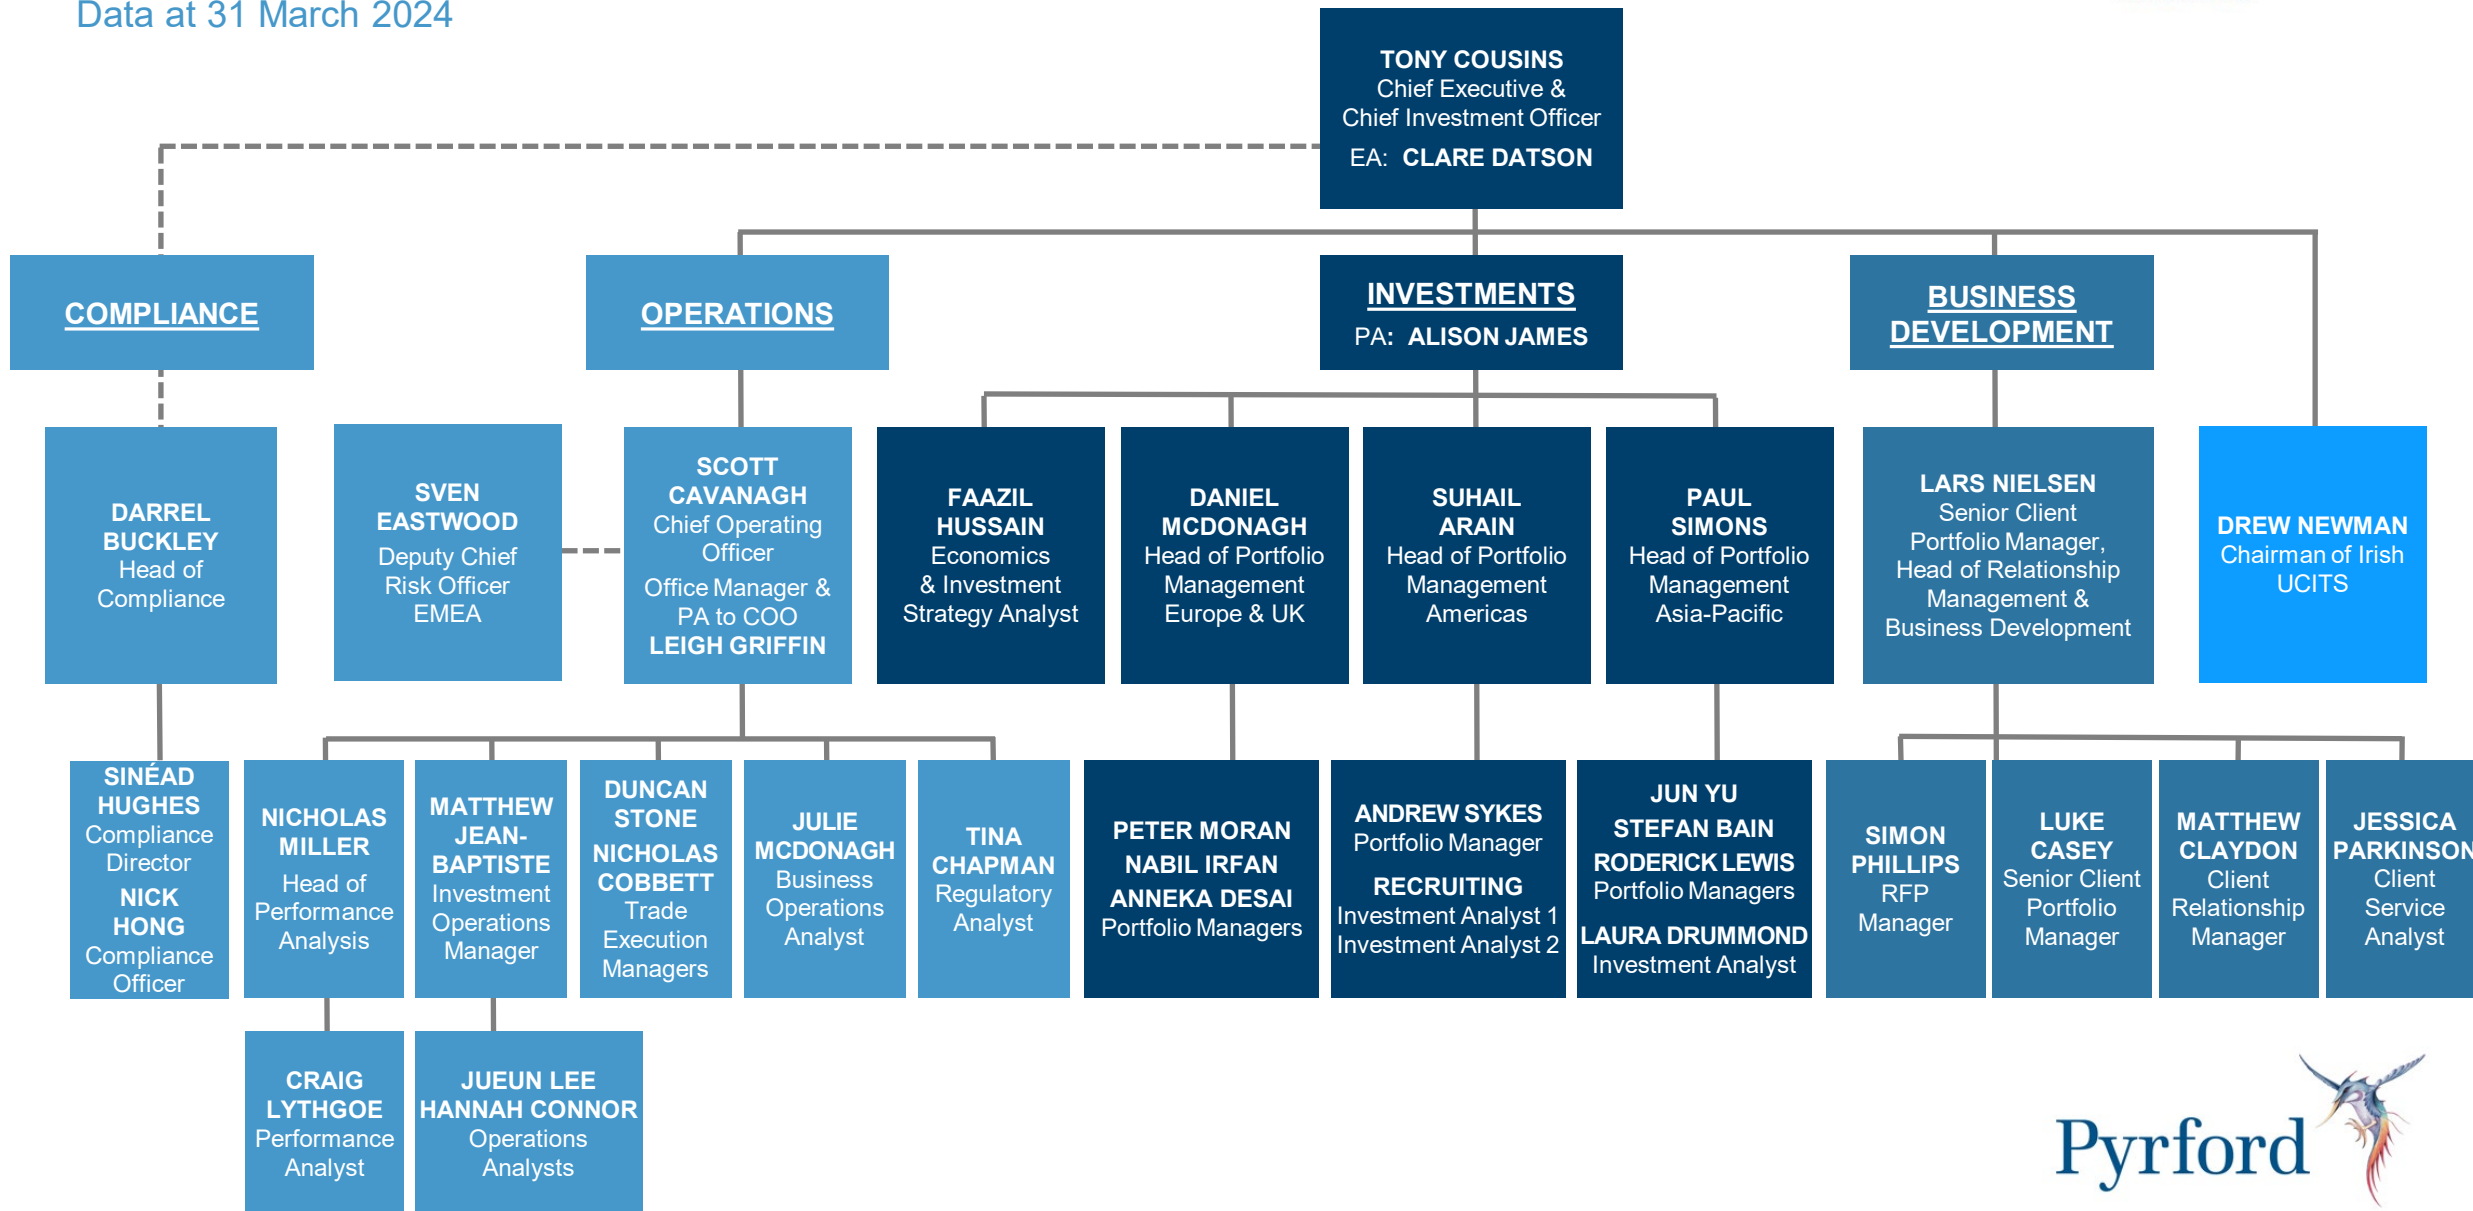 Data at 31 March 2024
TONY COUSINS
Chief Executive &
Chief Investment Officer
EA: CLARE DATSON
COMPLIANCE
OPERATIONS
INVESTMENTS
PA: ALISON JAMES
BUSINESS
DEVELOPMENT
DARREL
BUCKLEY
Head of
Compliance
SVEN
EASTWOOD
Deputy Chief
Risk Officer
EMEA
SCOTT
CAVANAGH
Chief Operating
Officer
Office Manager &
PA to COO
LEIGH GRIFFIN
FAAZIL
HUSSAIN
Economics
& Investment
Strategy Analyst
DANIEL
MCDONAGH
Head of Portfolio
Management
Europe & UK
SUHAIL
ARAIN
Head of Portfolio
Management
Americas
PAUL
SIMONS
Head of Portfolio
Management
Asia-Pacific
LARS NIELSEN
Senior Client
Portfolio Manager,
Head of Relationship
Management &
Business Development
DREW NEWMAN
Chairman of Irish
UCITS
SINÉAD
HUGHES
Compliance
Director
NICK
HONG
Compliance
Officer
NICHOLAS
MILLER
Head of
Performance
Analysis
MATTHEW
JEAN-
BAPTISTE
Investment
Operations
Manager
DUNCAN
STONE
NICHOLAS
COBBETT
Trade
Execution
Managers
JULIE
MCDONAGH
Business
Operations
Analyst
TINA
CHAPMAN
Regulatory
Analyst
PETER MORAN
NABIL IRFAN
ANNEKA DESAI
Portfolio Managers
ANDREW SYKES
Portfolio Manager
RECRUITING
Investment Analyst 1
Investment Analyst 2
JUN YU
STEFAN BAIN
RODERICK LEWIS
Portfolio Managers
LAURA DRUMMOND
Investment Analyst
SIMON
PHILLIPS
RFP
Manager
LUKE
CASEY
Senior Client
Portfolio
Manager
MATTHEW
CLAYDON
Client
Relationship
Manager
JESSICA
PARKINSON
Client
Service
Analyst
CRAIG
LYTHGOE
Performance
Analyst
JUEUN LEE
HANNAH CONNOR
Operations
Analysts
Pyrford